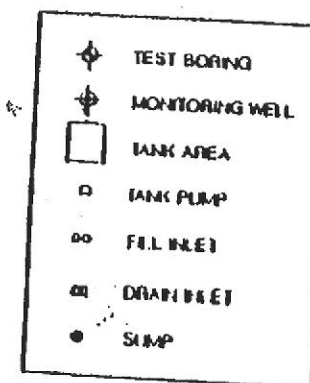 TEST BORING
MONITORING WELL
TANK AREA
TANK PUMP
FILL INLET
DRAIN INLET
SUMP